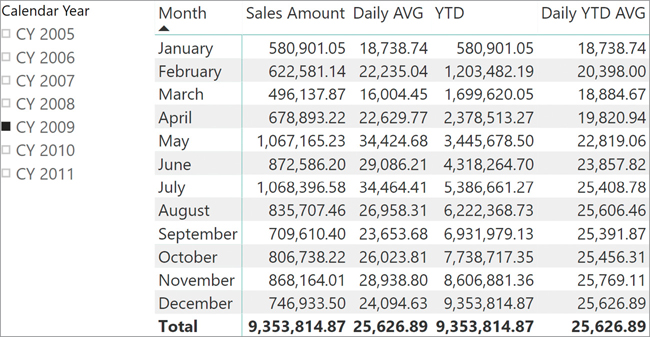 Calendar Year
CY 2005
CY 2006
CY 2007
CY 2008
CY 2009
CY 2010
CY 2011
Month Sales Amount Daily AVG YTD Daily YTD AVG
January 580,901.05 18,738.74 580,901.05 18,738.74
February 622,581.14 22,235.04 1,203,482.19 20,398.00
March 496,137.87 16,004.45 1,699,620.05 18,884.67
April 678,893.22 22,629.77 2,378,513.27 19,820.94
May 1,067,165.23 34,424.68 3,445,678.50 22,819.06
June 872,586.20 29,086.21 4,318,264.70 23,857.82
July 1,068,396.58 34,464.41 5,386,661.27 25,408.78
August 835,707.46 26,958.31 6,222,368.73 25,606.46
September 709,610.40 23,653.68 6,931,979.13 25,391.87
October 806,738.22 26,023.81 7,738,717.35 25,456.31
November 868,164.01 28,938.80 8,606,881.36 25,769.11
December 746,933.50 24,094.63 9,353,814.87 25,626.89
Total 9,353,814.87 25,626.89 9,353,814.87 25,626.89